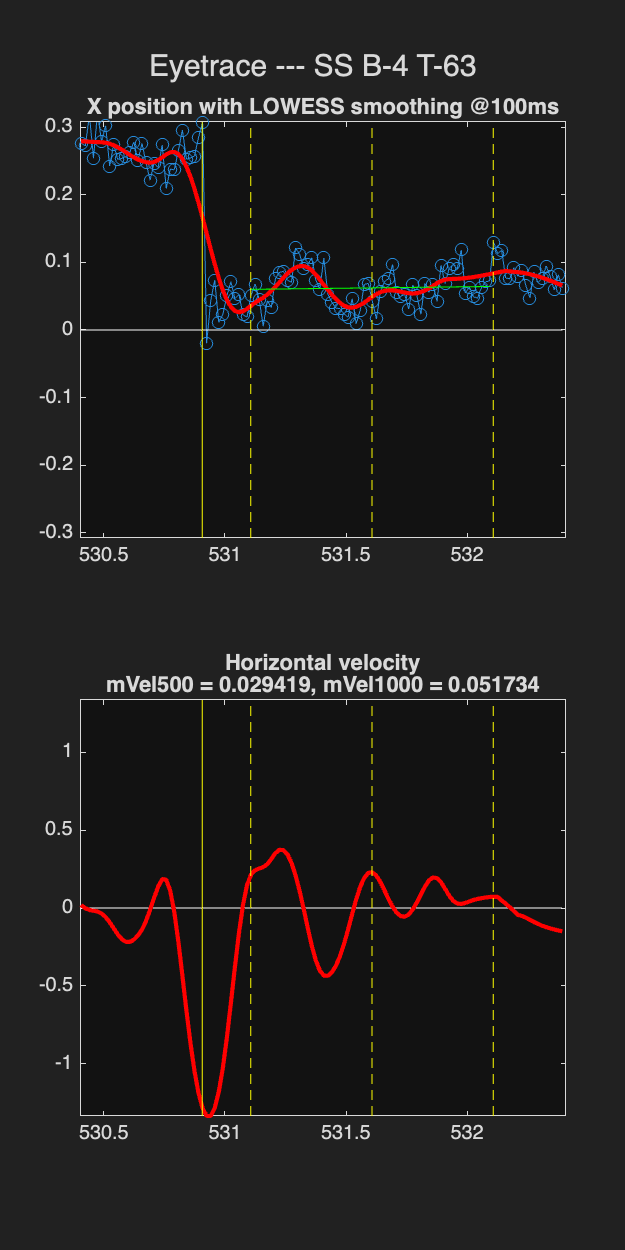 Eyetrace --- SS B-4 T-63
X position with LOWESS smoothing @100ms
0.3
0.2
0.1
0
-0.1
-0.2
-0.3
530.5 531 531.5 532
Horizontal velocity
mVel500 = 0.029419, mVel1000 = 0.051734
1
0.5
0
-0.5
-1
530.5 531 531.5 532